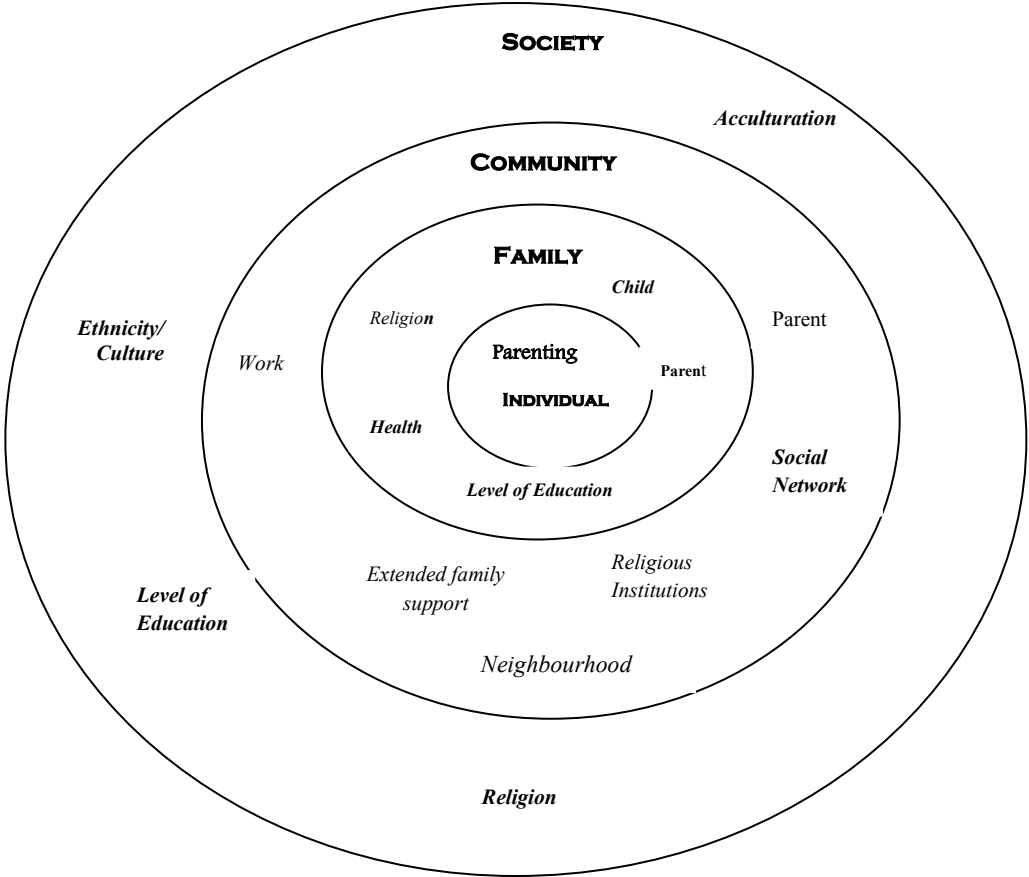 SOCIETY
Acculturation
COMMUNITY
FAMILY
Child
Religion
Parent
Ethnicity/
Culture
Work
Parenting
Parent
INDIVIDUAL
Health
Social
Network
Level of Education
Religious
Institutions
Extended family
support
Level of
Education
Neighbourhood
Religion